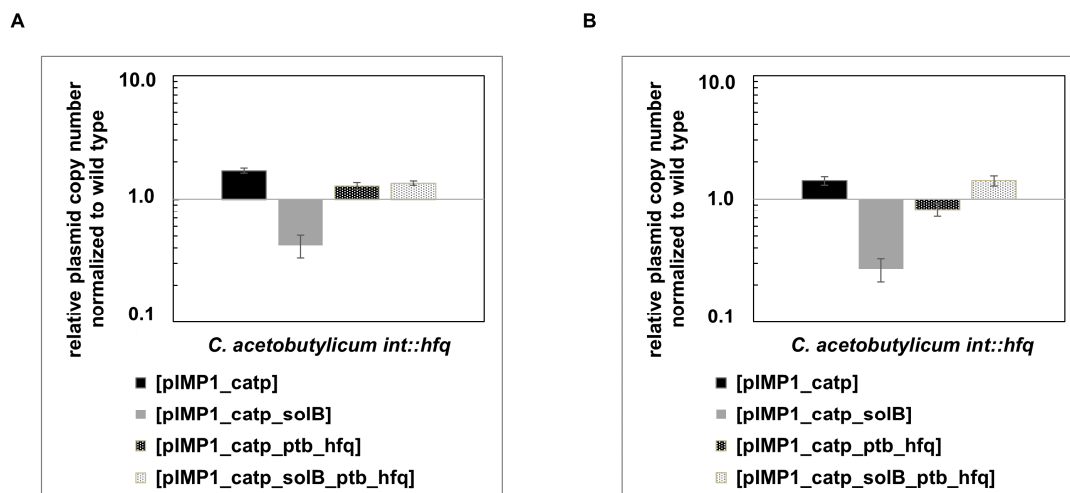 A
relative plasmid copy number
normalized to wild type
10.0
1.0
0.1
C. acetobutylicum int::hfq
[pIMP1_catp]
[pIMP1_catp_solB]
[pIMP1_catp_ptb_hfq]
[pIMP1_catp_solB_ptb_hfq]
B
relative plasmid copy number
normalized to wild type
10.0
1.0
0.1
C. acetobutylicum int::hfq
[pIMP1_catp]
[pIMP1_catp_solB]
[pIMP1_catp_ptb_hfq]
[pIMP1_catp_solB_ptb_hfq]